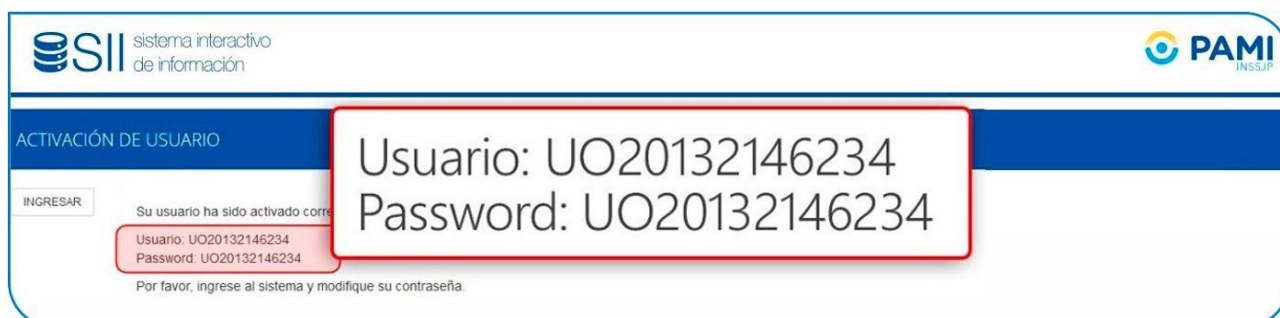 SII sistema interactivo
de información
PAMI
INSSJP
ACTIVACIÓN DE USUARIO
Usuario: UO20132146234
Password: UO20132146234
INGRESAR
Su usuario ha sido activado corre
Usuario: UO20132146234
Password: UO20132146234
Por favor, ingrese al sistema y modifique su contraseña.